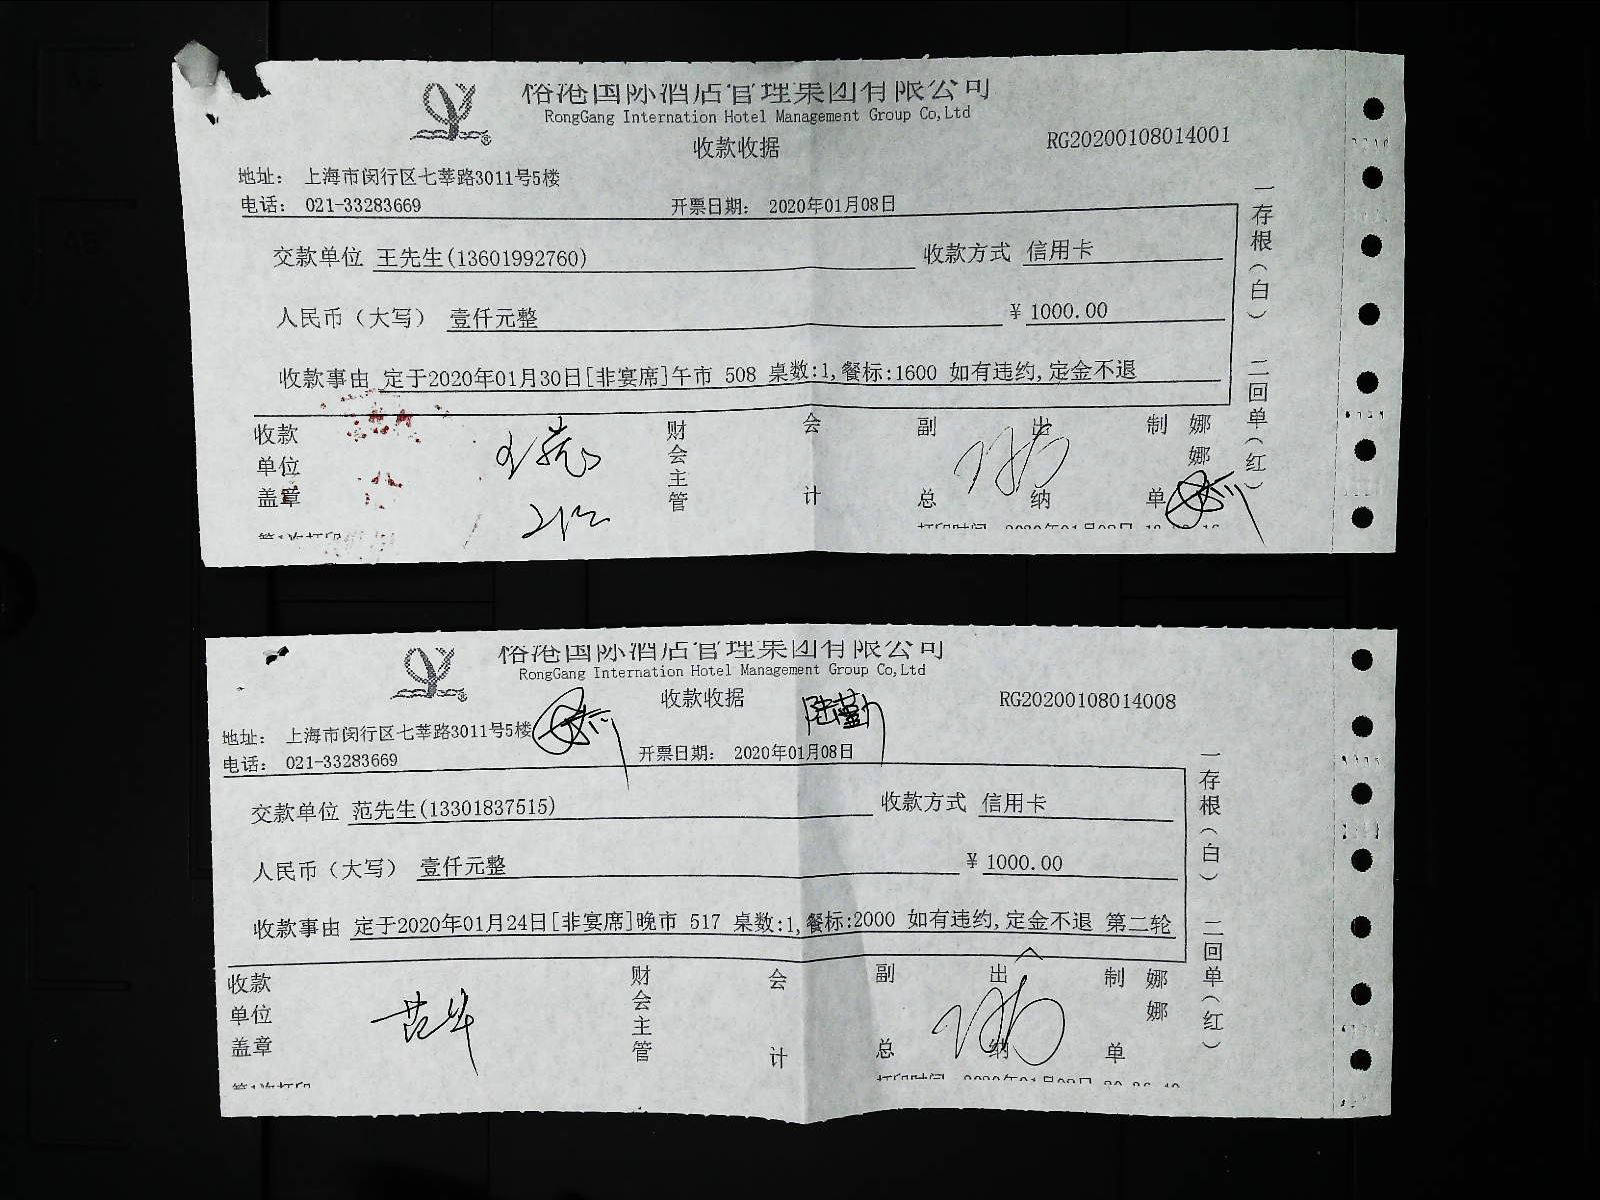 裕港国际酒店管理集团有限公司
RongGang Internation Hotel Management Group Co,Ltd
收款收据
RG20200108014001
地址： 上海市闵行区七莘路3011号5楼
电话： 021-33283669 开票日期： 2020年01月08日
交款单位 王先生(13601992760) 收款方式 信用卡
人民币（大写） 壹仟元整 ￥ 1000.00
收款事由 定于2020年01月30日[非宴席]午市 508 桌数:1,餐标:1600 如有违约,定金不退
收款单位盖章 财会主管 会计 副总 出纳 制单 娜娜
一存根（白） 二回单（红）
第1次打印
裕港国际酒店管理集团有限公司
RongGang Internation Hotel Management Group Co,Ltd
收款收据
RG20200108014008
地址： 上海市闵行区七莘路3011号5楼
电话： 021-33283669 开票日期： 2020年01月08日
交款单位 范先生(13301837515) 收款方式 信用卡
人民币（大写） 壹仟元整 ￥ 1000.00
收款事由 定于2020年01月24日[非宴席]晚市 517 桌数:1,餐标:2000 如有违约,定金不退 第二轮
收款单位盖章 财会主管 会计 副总 出纳 制单 娜娜
一存根（白） 二回单（红）
第1次打印